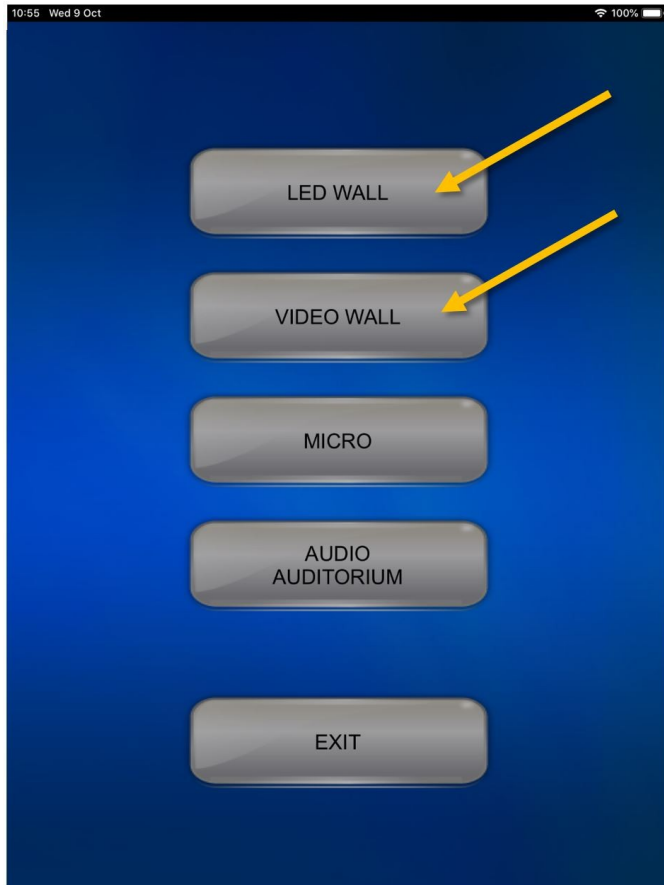 10:55 Wed 9 Oct 100%
LED WALL
VIDEO WALL
MICRO
AUDIO
AUDITORIUM
EXIT